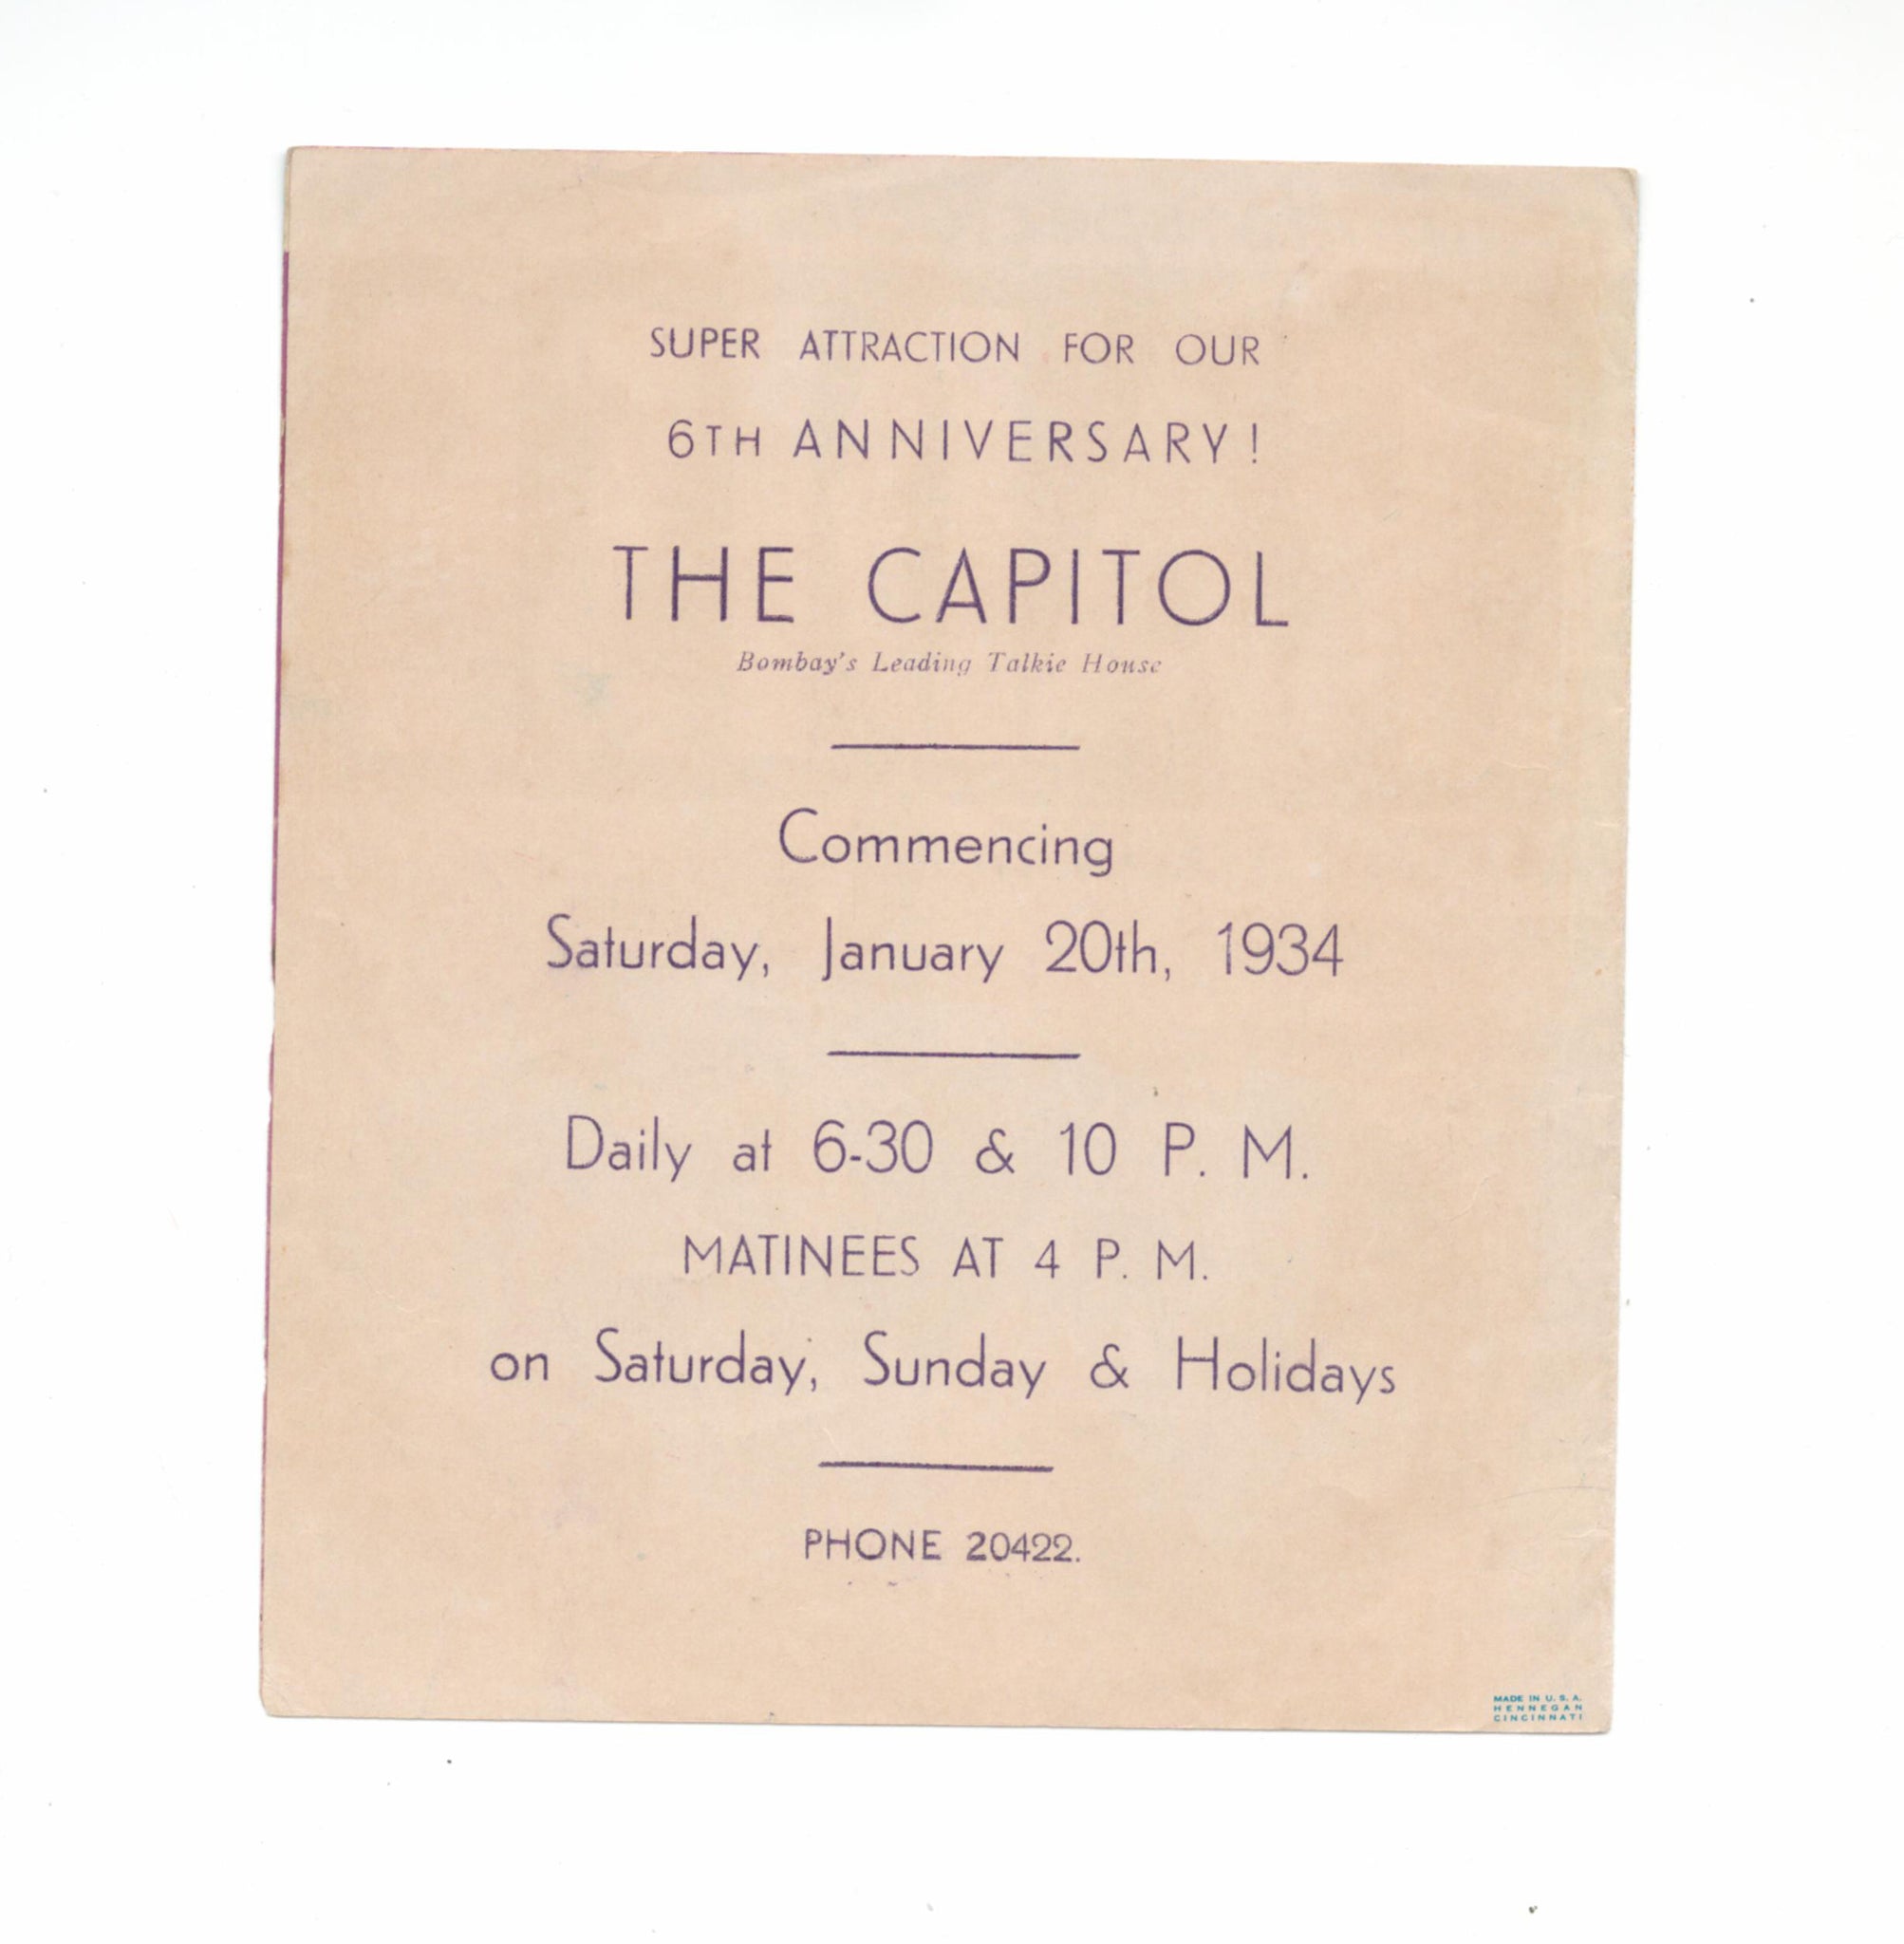 SUPER ATTRACTION FOR OUR
6TH ANNIVERSARY!
THE CAPITOL
Bombay's Leading Talkie House
Commencing
Saturday, January 20th, 1934
Daily at 6-30 & 10 P. M.
MATINEES AT 4 P. M.
on Saturday, Sunday & Holidays
PHONE 20422.
MADE IN U. S. A.
HENNEGAN
CINCINNATI